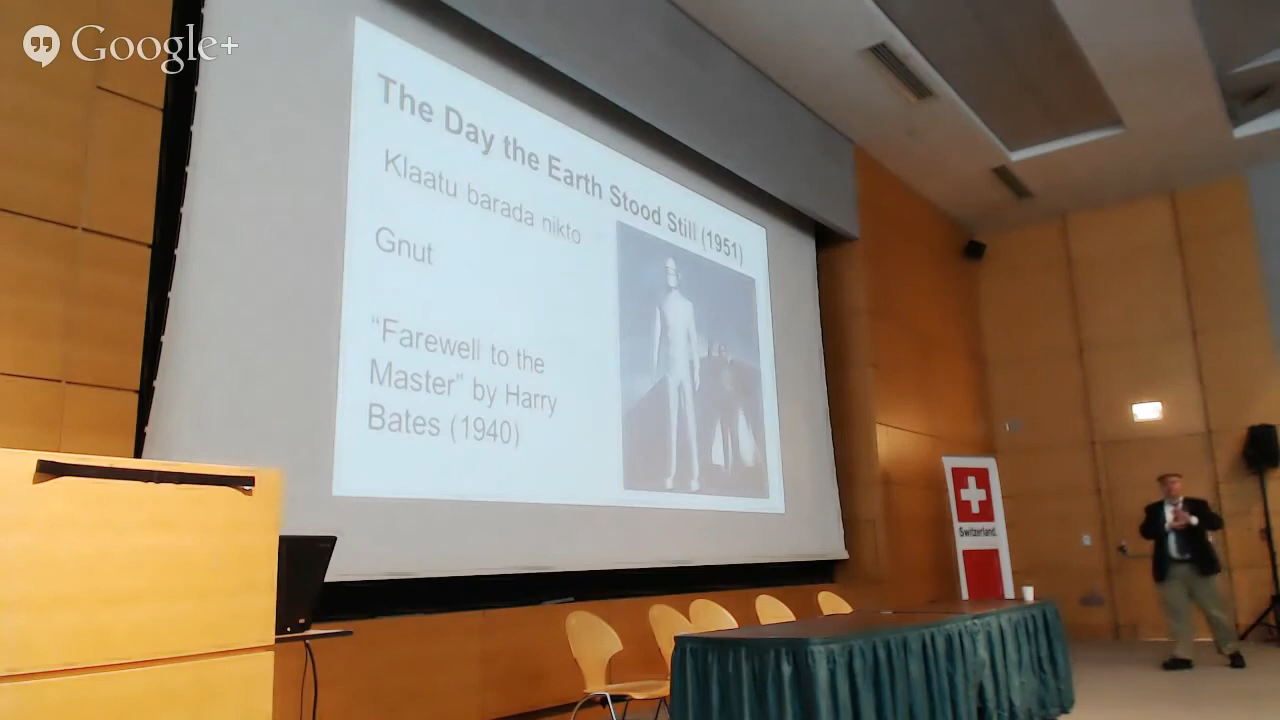 Google+
The Day the Earth Stood Still (1951)
Klaatu barada nikto
Gnut
“Farewell to the
Master” by Harry
Bates (1940)
Switzerland.